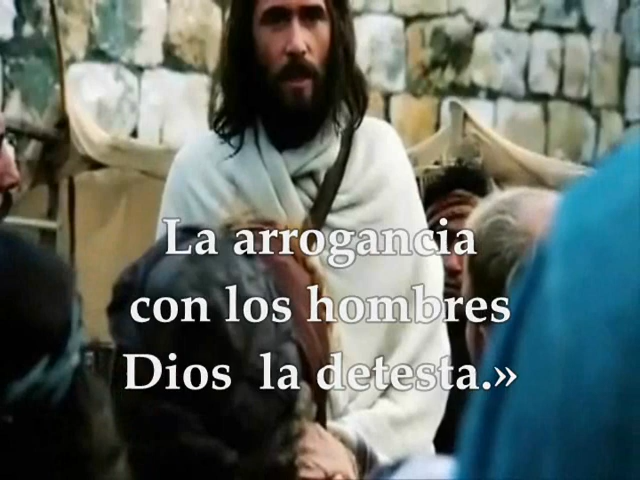 La arrogancia
con los hombres
Dios  la detesta.»